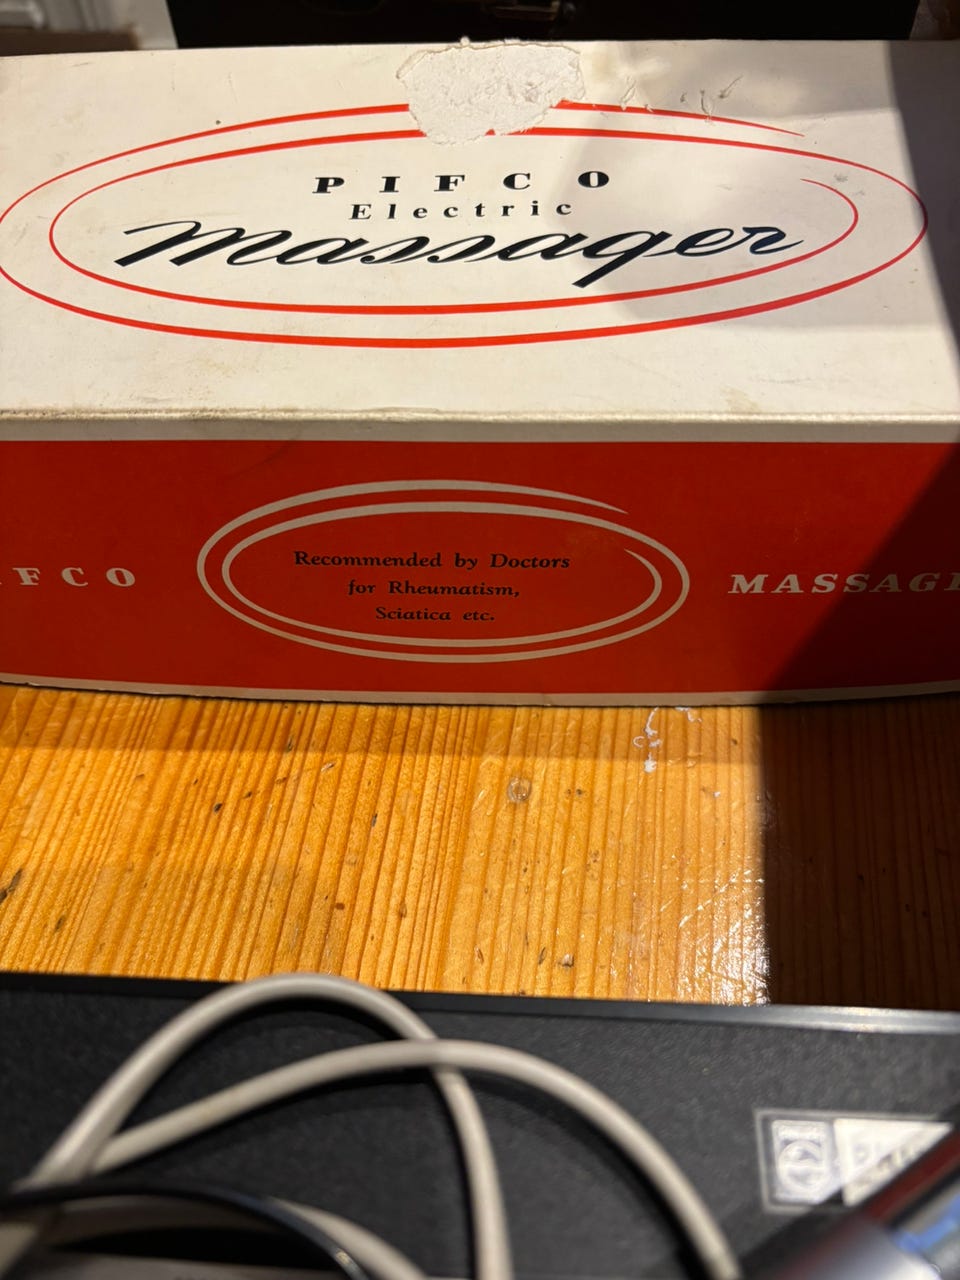 PIFCO
Electric
Massager
Recommended by Doctors
for Rheumatism,
Sciatica etc.